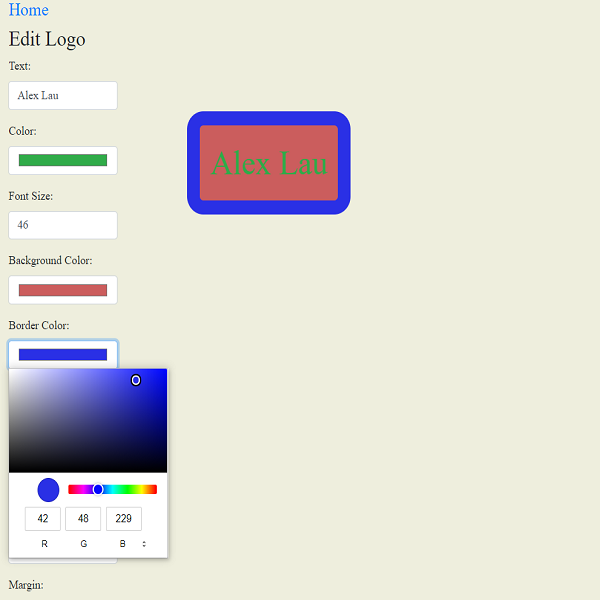 Home
Edit Logo
Text:
Alex Lau
Color:
Font Size:
46
Background Color:
Border Color:
Alex Lau
42 48 229
R G B
Margin: